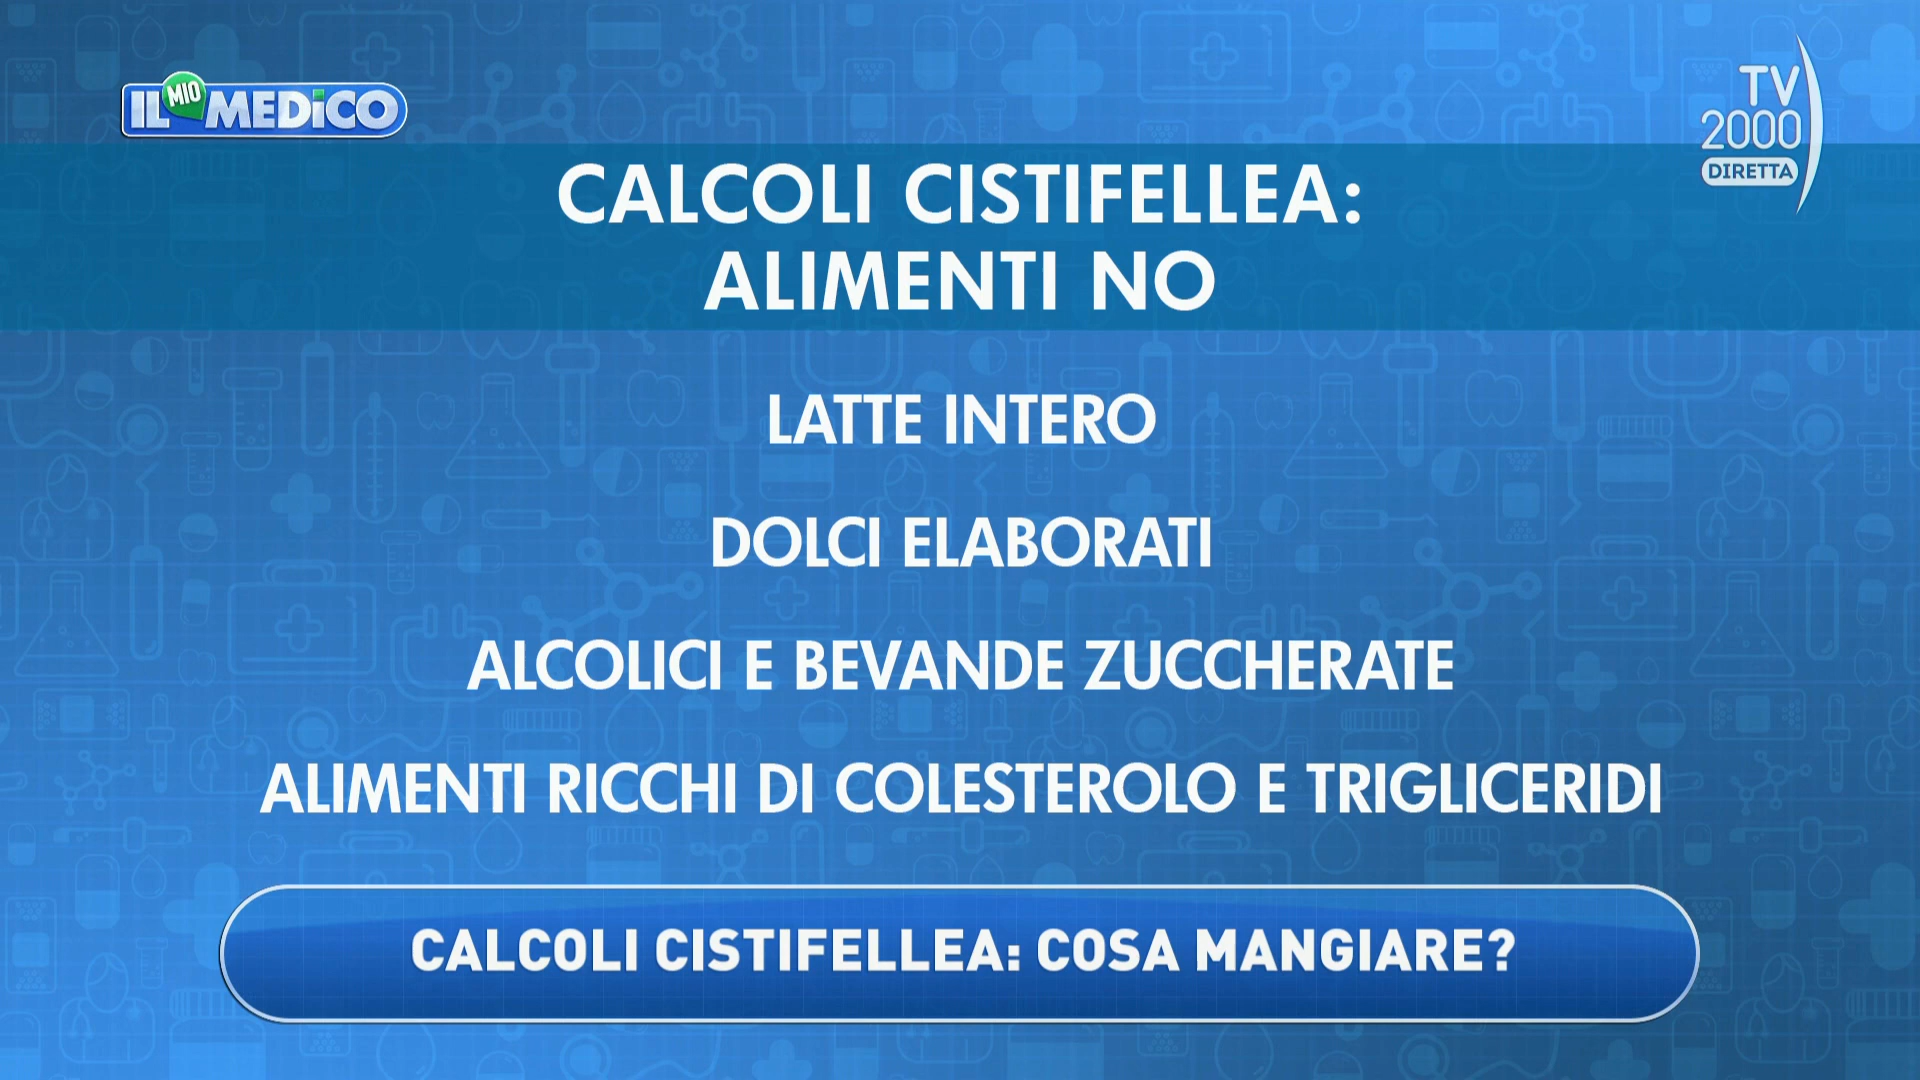 IL MIO MEDICO
TV
2000
DIRETTA
CALCOLI CISTIFELLEA:
ALIMENTI NO
LATTE INTERO
DOLCI ELABORATI
ALCOLICI E BEVANDE ZUCCHERATE
ALIMENTI RICCHI DI COLESTEROLO E TRIGLICERIDI
CALCOLI CISTIFELLEA: COSA MANGIARE?